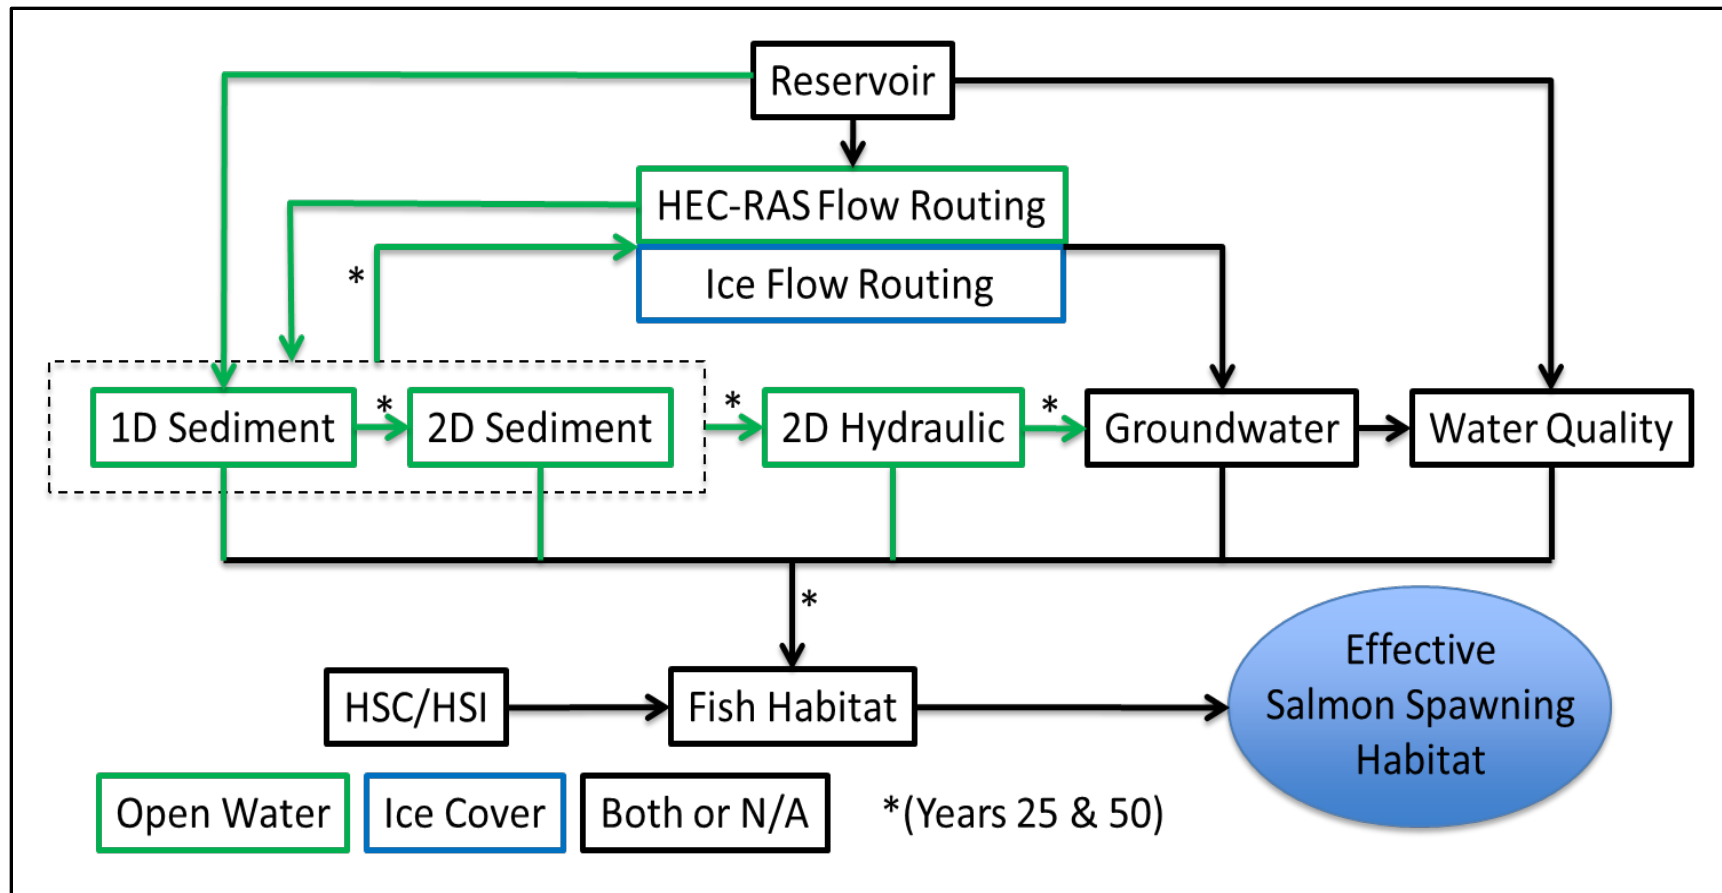 Reservoir
HEC-RAS Flow Routing
*
Ice Flow Routing
1D Sediment
*
2D Sediment
*
2D Hydraulic
*
Groundwater
Water Quality
*
HSC/HSI
Fish Habitat
Effective
Salmon Spawning
Habitat
Open Water
Ice Cover
Both or N/A
*(Years 25 & 50)